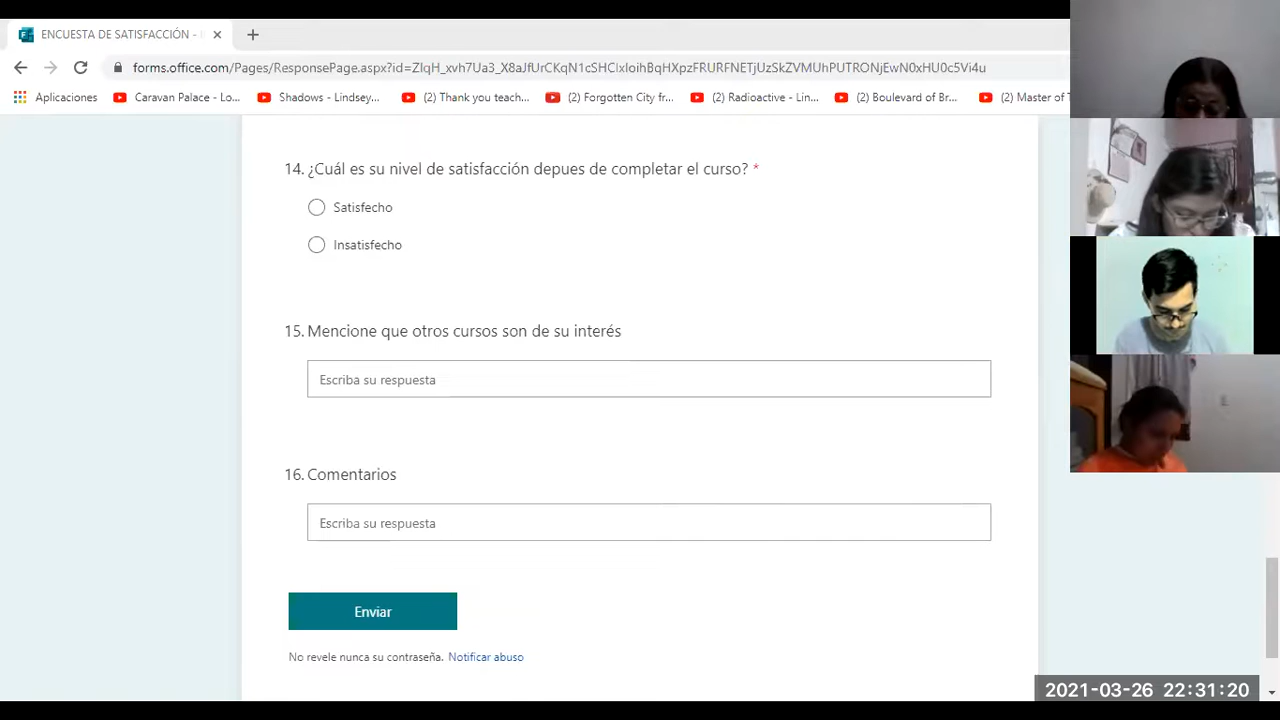 ENCUESTA DE SATISFACCIÓN -
forms.office.com/Pages/ResponsePage.aspx?id=ZlqH_xvh7Ua3_X8aJfUrCKqN1cSHClxIoihBqHXpzFRURFNETjUzSkZVMUhPUTRONjEwN0xHU0c5Vi4u
Aplicaciones Caravan Palace - Lo... Shadows - Lindsey... (2) Thank you teach... (2) Forgotten City fr... (2) Radioactive - Lin... (2) Boulevard of Br... (2) Master of
14. ¿Cuál es su nivel de satisfacción depues de completar el curso? *
Satisfecho
Insatisfecho
15. Mencione que otros cursos son de su interés
Escriba su respuesta
16. Comentarios
Escriba su respuesta
Enviar
No revele nunca su contraseña. Notificar abuso
2021-03-26 22:31:20